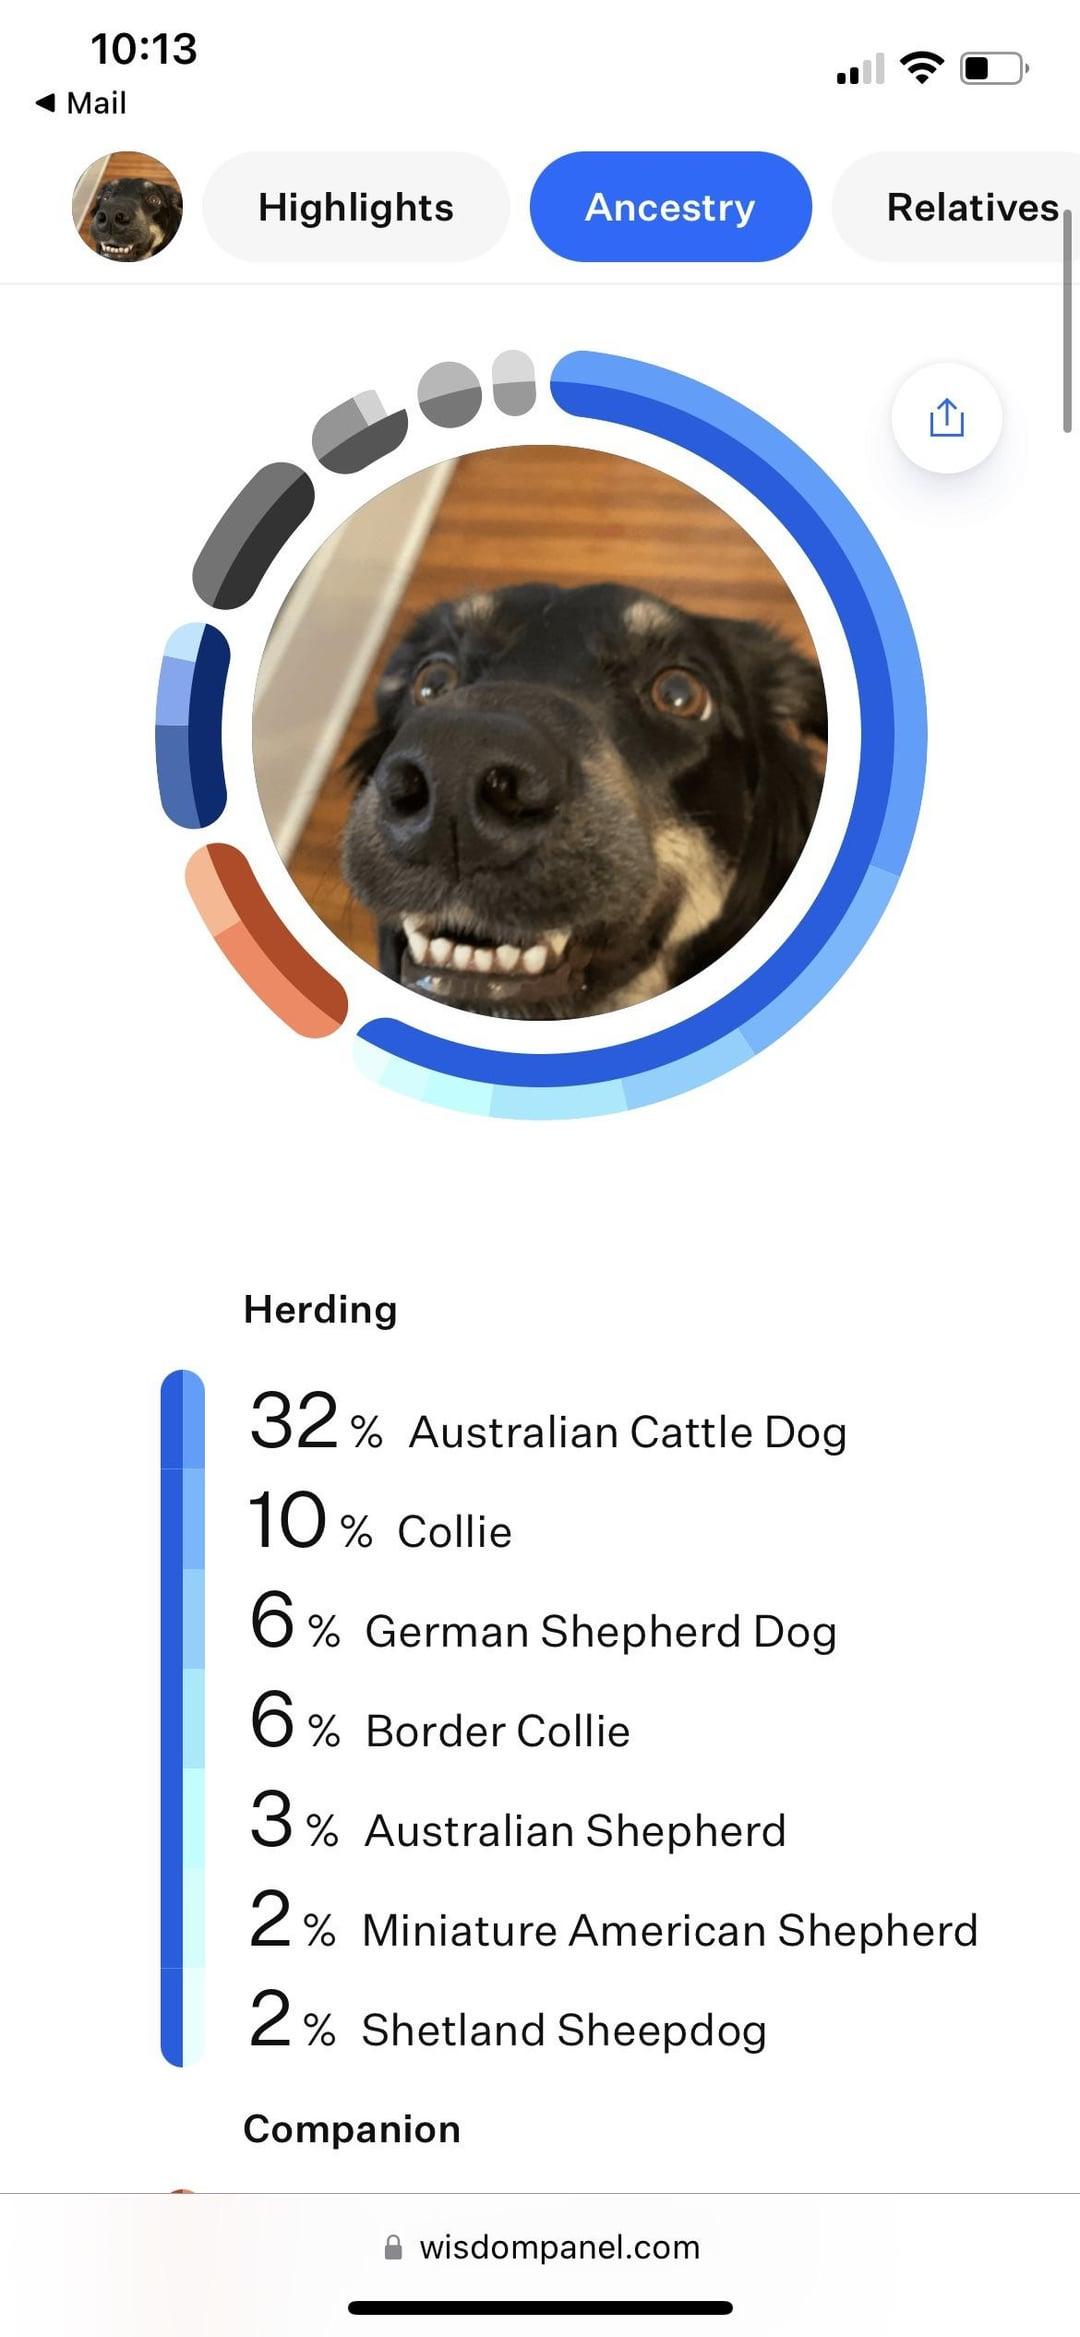 10:13
◀ Mail
Highlights
Ancestry
Relatives
Herding
32 % Australian Cattle Dog
10 % Collie
6 % German Shepherd Dog
6 % Border Collie
3 % Australian Shepherd
2 % Miniature American Shepherd
2 % Shetland Sheepdog
Companion
wisdompanel.com